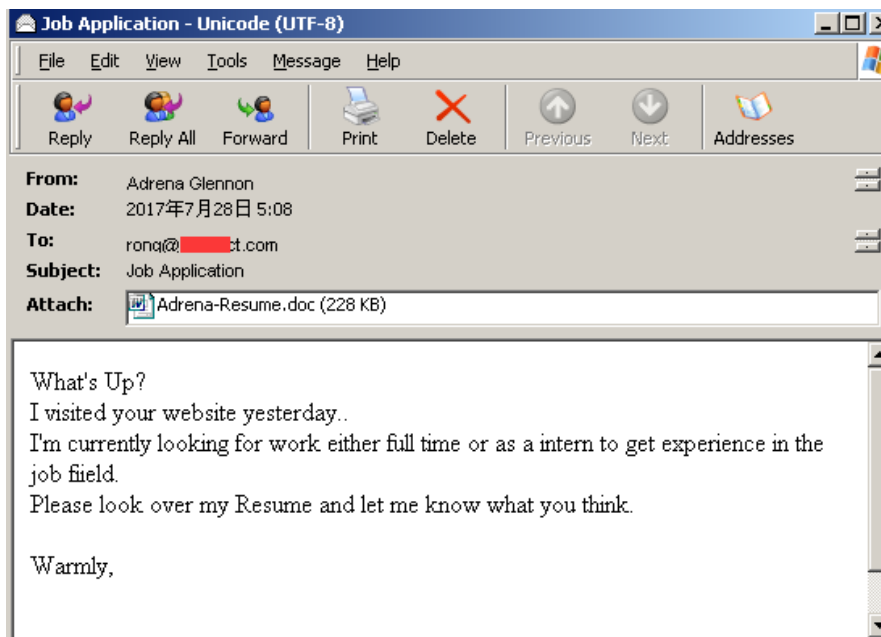 Job Application - Unicode (UTF-8)
File Edit View Tools Message Help
Reply Reply All Forward Print Delete Previous Next Addresses
From: Adrena Glennon
Date: 2017年7月28日 5:08
To: rong@ ct.com
Subject: Job Application
Attach: Adrena-Resume.doc (228 KB)
What's Up?
I visited your website yesterday..
I'm currently looking for work either full time or as a intern to get experience in the
job fiield.
Please look over my Resume and let me know what you think.
Warmly,